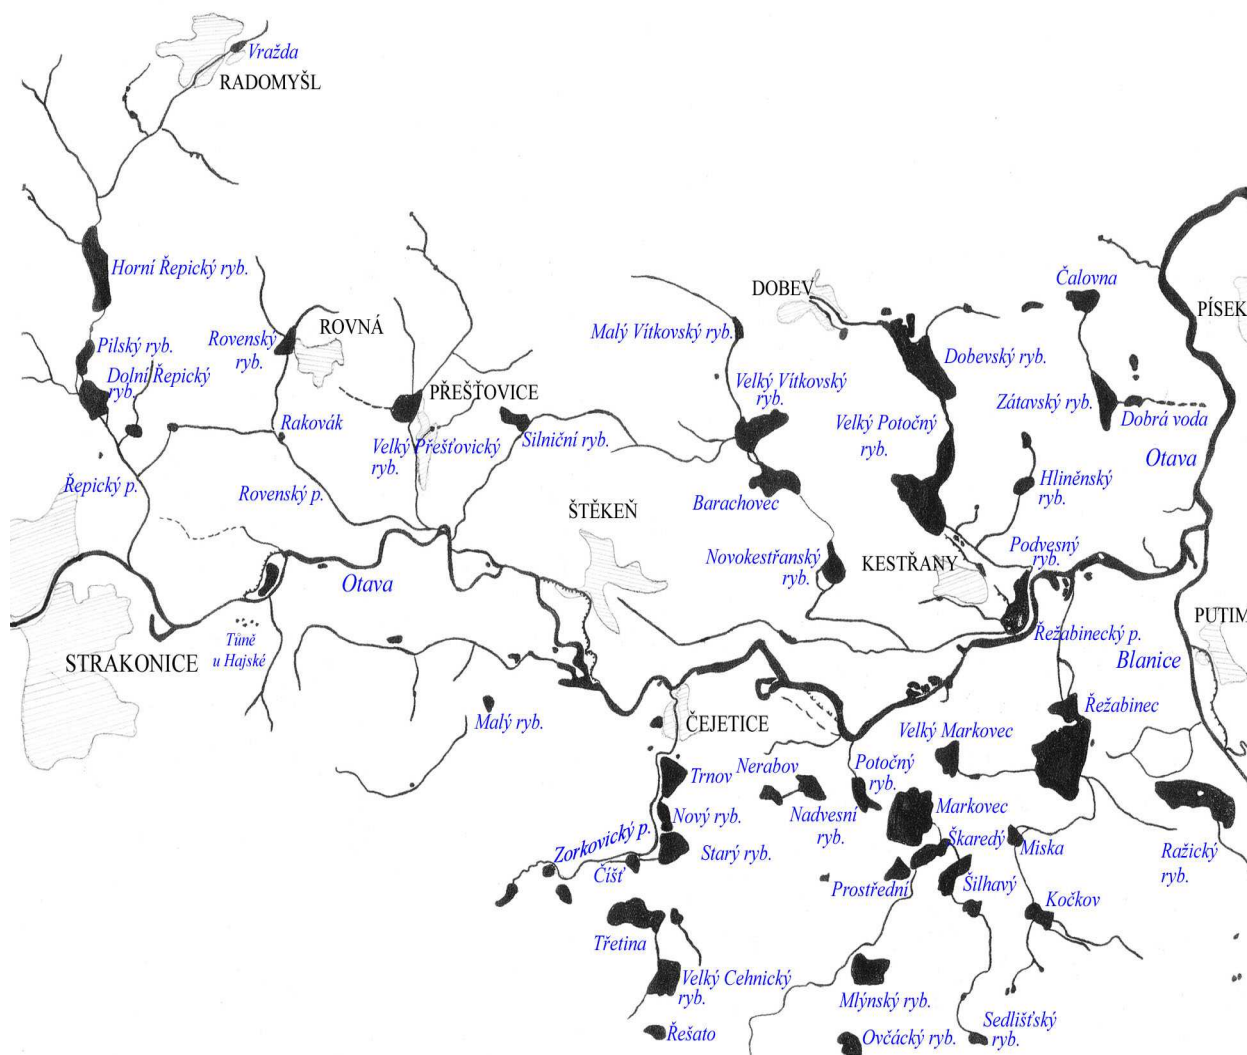 Vražda
RADOMYŠL
Horní Řepický ryb.
Čalovna
DOBEV
PÍSEK
Malý Vítkovský ryb.
ROVNÁ
Rovenský
ryb.
Pilský ryb.
Dolní Řepický
ryb.
Dobevský ryb.
Velký Vítkovský
ryb.
PŘEŠŤOVICE
Zátavský ryb.
Dobrá voda
Rakovák
Velký Přešťovický
ryb.
Silniční ryb.
Velký Potočný
ryb.
Otava
Řepický p.
Rovenský p.
Barachovec
Hliněnský
ryb.
ŠTĚKEŇ
Novokestřanský
ryb.
KESTŘANY
Podvesný
ryb.
Otava
Tůně
u Hajské
STRAKONICE
Řežabinecký p.
PUTIM
Blanice
Malý ryb.
ČEJETICE
Řežabinec
Velký Markovec
Trnov
Nerabov
Potočný
ryb.
Nový ryb.
Nadvesní
ryb.
Markovec
Zorkovický p.
Starý ryb.
Škaredý
Miska
Ražický
ryb.
Číšť
Prostřední
Šilhavý
Kočkov
Třetina
Velký Cehnický
ryb.
Mlýnský ryb.
Řešato
Ovčácký ryb.
Sedlišťský
ryb.